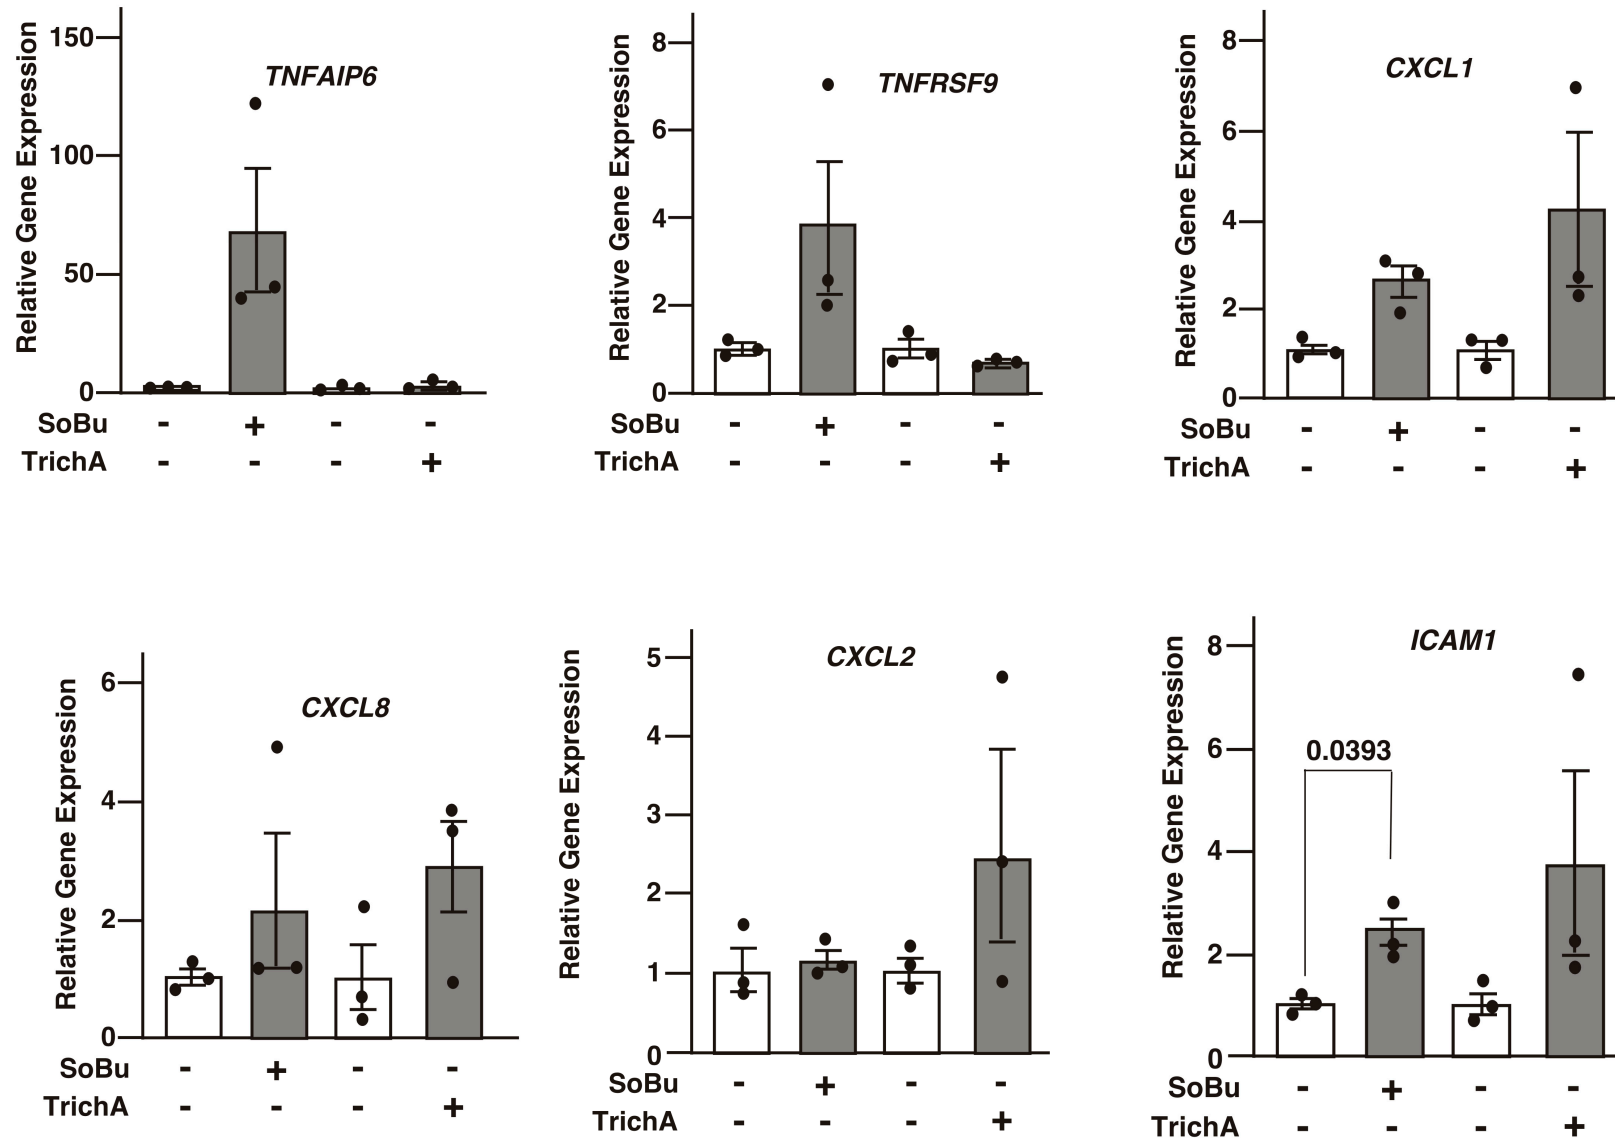 TNFAIP6
Relative Gene Expression
150
100
50
0
SoBu - + - -
TrichA - - - +
TNFRSF9
Relative Gene Expression
8
6
4
2
0
SoBu - + - -
TrichA - - - +
CXCL1
Relative Gene Expression
8
6
4
2
0
SoBu - + - -
TrichA - - - +
CXCL8
Relative Gene Expression
6
4
2
0
SoBu - + - -
TrichA - - - +
CXCL2
Relative Gene Expression
5
4
3
2
1
0
SoBu - + - -
TrichA - - - +
ICAM1
Relative Gene Expression
8
6
4
2
0
0.0393
SoBu - + - -
TrichA - - - +